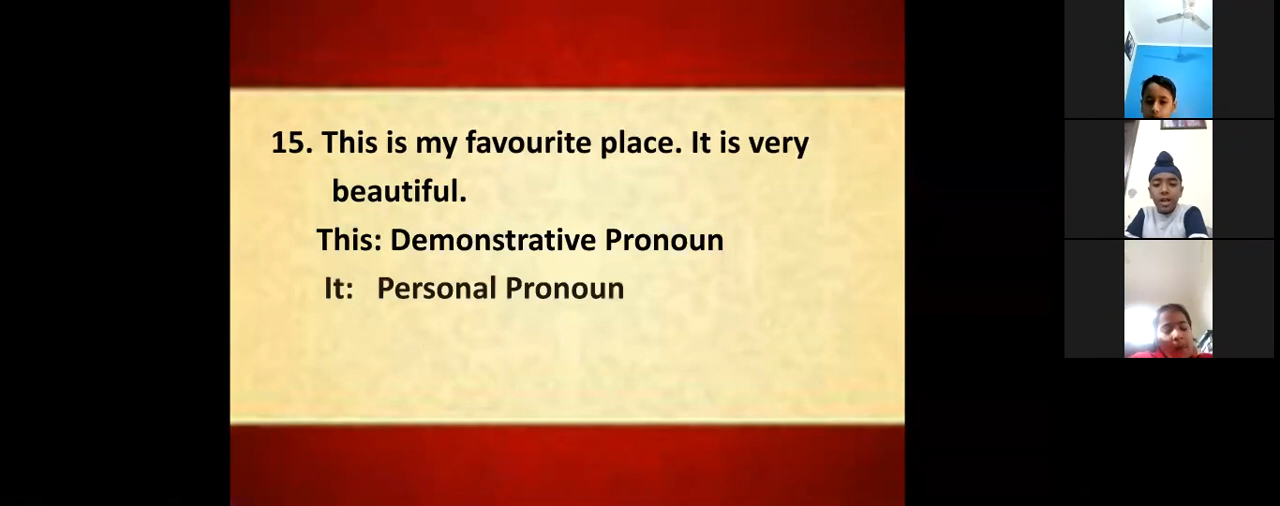 15. This is my favourite place. It is very
beautiful.
This: Demonstrative Pronoun
It: Personal Pronoun